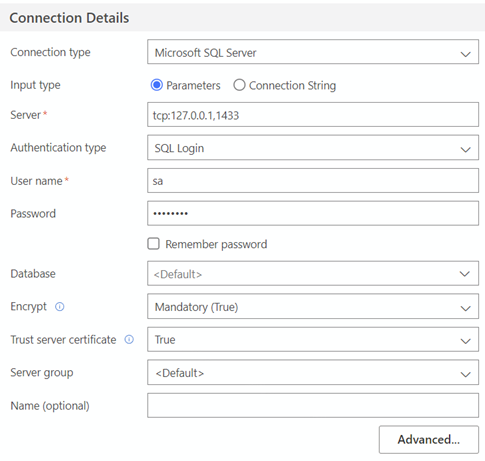 Connection Details
Connection type Microsoft SQL Server
Input type Parameters Connection String
Server* tcp:127.0.0.1,1433
Authentication type SQL Login
User name* sa
Password ••••••••
Remember password
Database <Default>
Encrypt Mandatory (True)
Trust server certificate True
Server group <Default>
Name (optional)
Advanced...